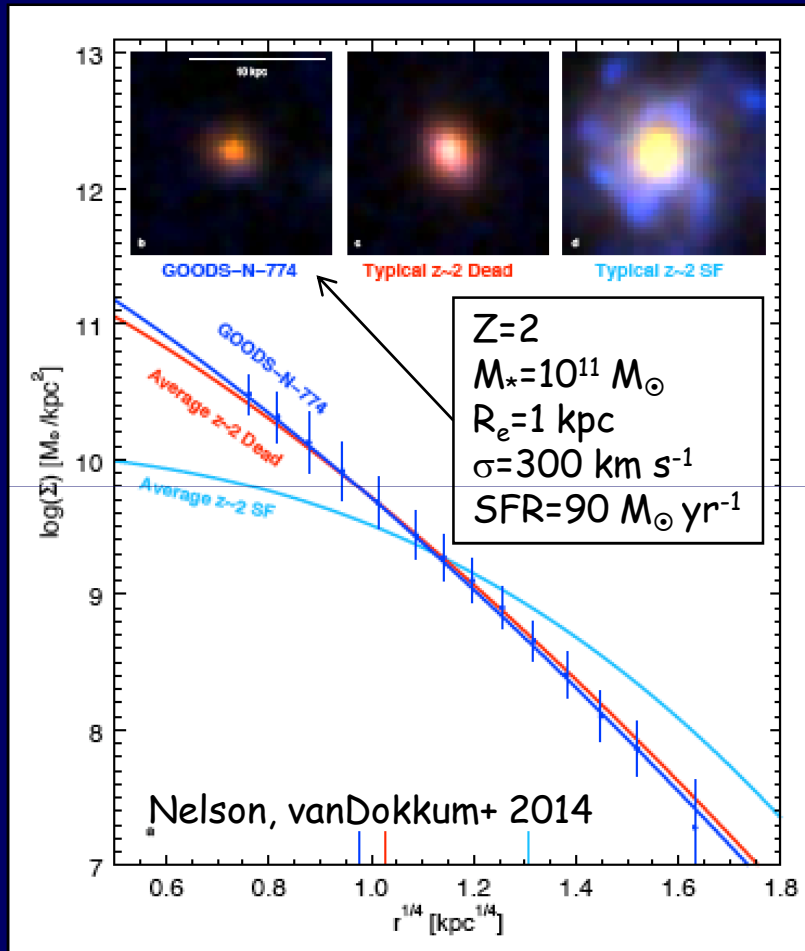 13
12
11
10
9
8
7
log(Σ) [M⊙/kpc²]
10 kpc
b
c
d
GOODS–N–774
Typical z~2 Dead
Typical z~2 SF
GOODS–N–774
Average z~2 Dead
Average z~2 SF
Z=2
M*=10¹¹ M⊙
Rₑ=1 kpc
σ=300 km s⁻¹
SFR=90 M⊙ yr⁻¹
a
Nelson, vanDokkum+ 2014
0.6 0.8 1.0 1.2 1.4 1.6 1.8
r¹/⁴ [kpc¹/⁴]